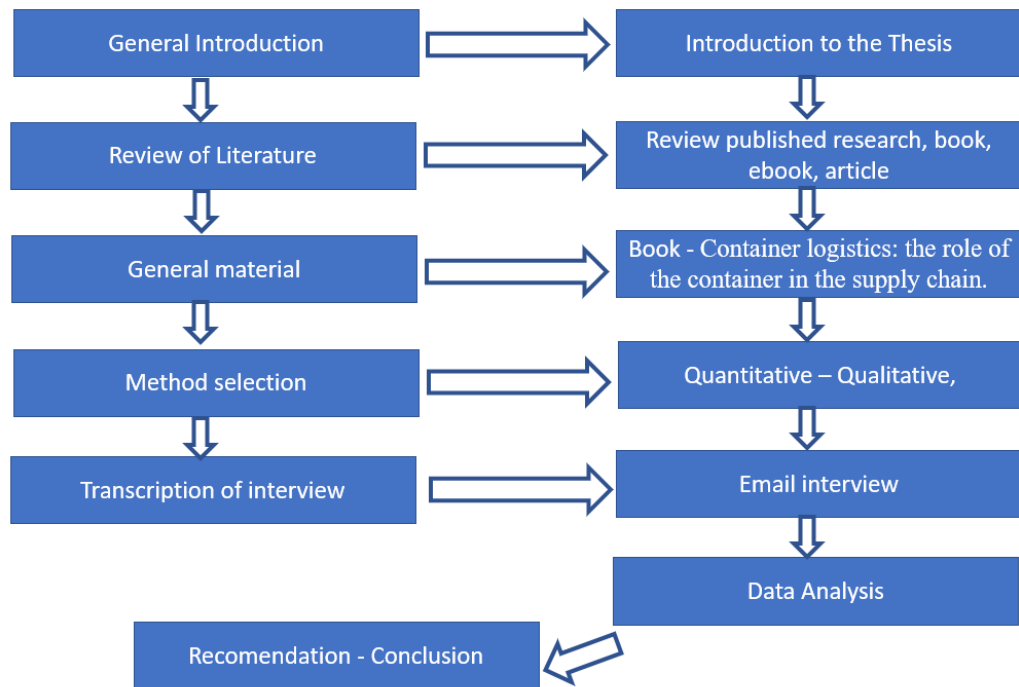 General Introduction
Introduction to the Thesis
Review of Literature
Review published research, book,
ebook, article
General material
Book - Container logistics: the role of
the container in the supply chain.
Method selection
Quantitative – Qualitative,
Transcription of interview
Email interview
Data Analysis
Recomendation - Conclusion